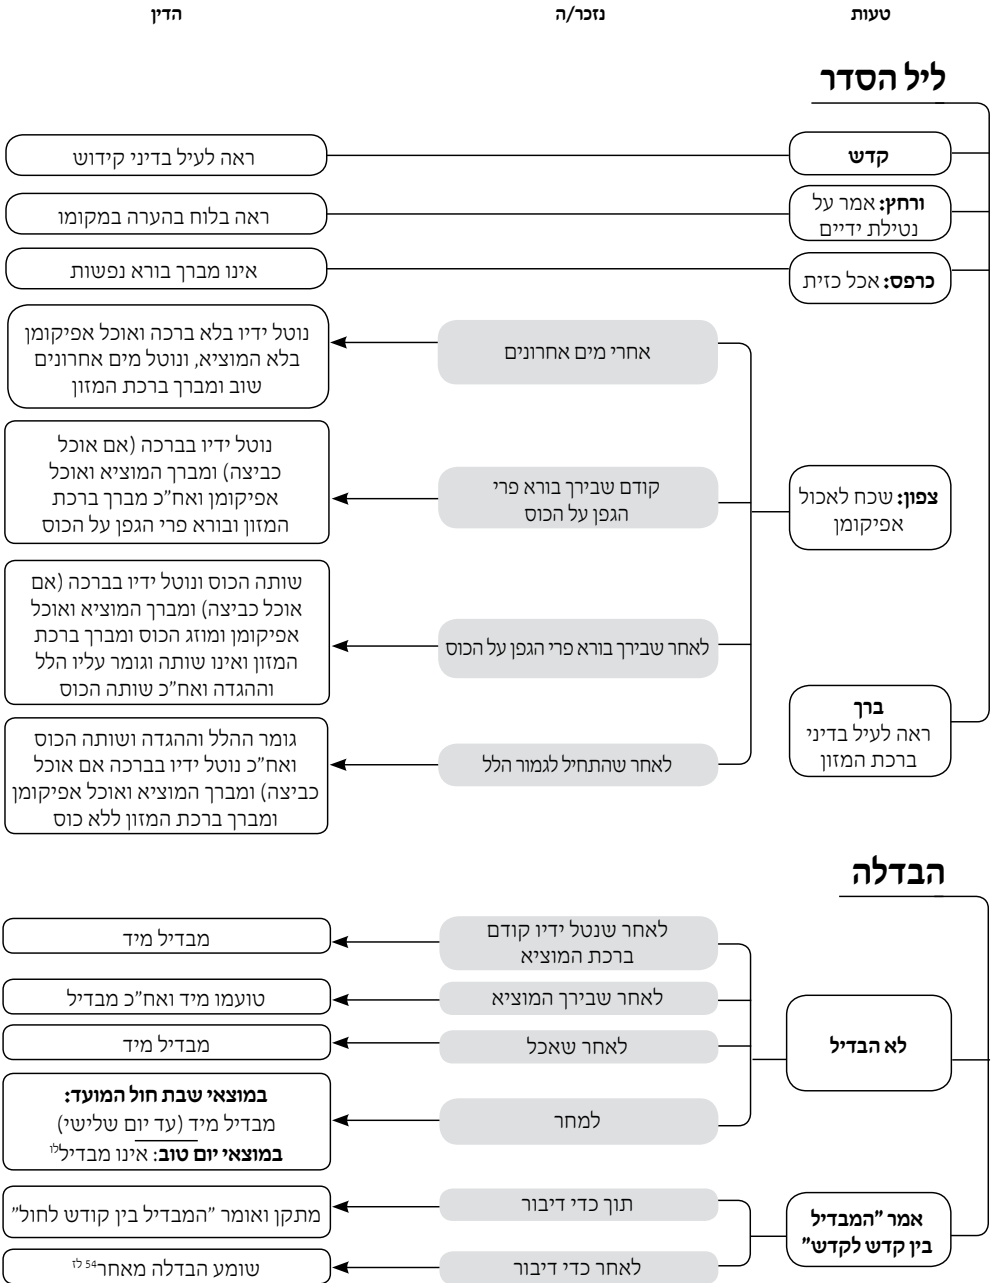 טעות
נזכר/ה
הדין
ליל הסדר
קדש
ראה לעיל בדיני קידוש
ורחץ: אמר על
נטילת ידיים
ראה בלוח בהערה במקומו
כרפס: אכל כזית
אינו מברך בורא נפשות
צפון: שכח לאכול
אפיקומן
אחרי מים אחרונים
נוטל ידיו בלא ברכה ואוכל אפיקומן
בלא המוציא, ונוטל מים אחרונים
שוב ומברך ברכת המזון
קודם שבירך בורא פרי
הגפן על הכוס
נוטל ידיו בברכה (אם אוכל
כביצה) ומברך המוציא ואוכל
אפיקומן ואח"כ מברך ברכת
המזון ובורא פרי הגפן על הכוס
לאחר שבירך בורא פרי הגפן על הכוס
שותה הכוס ונוטל ידיו בברכה (אם
אוכל כביצה) ומברך המוציא ואוכל
אפיקומן ומוזג הכוס ומברך ברכת
המזון ואינו שותה וגומר עליו הלל
וההגדה ואח"כ שותה הכוס
לאחר שהתחיל לגמור הלל
גומר ההלל וההגדה ושותה הכוס
ואח"כ נוטל ידיו בברכה אם אוכל
כביצה) ומברך המוציא ואוכל אפיקומן
ומברך ברכת המזון ללא כוס
ברך
ראה לעיל בדיני
ברכת המזון
הבדלה
לא הבדיל
לאחר שנטל ידיו קודם
ברכת המוציא
מבדיל מיד
לאחר שבירך המוציא
טועמו מיד ואח"כ מבדיל
לאחר שאכל
מבדיל מיד
למחר
במוצאי שבת חול המועד:
מבדיל מיד (עד יום שלישי)
במוצאי יום טוב: אינו מבדיללו
אמר "המבדיל
בין קדש לקדש"
תוך כדי דיבור
מתקן ואומר "המבדיל בין קודש לחול"
לאחר כדי דיבור
שומע הבדלה מאחר54 לז